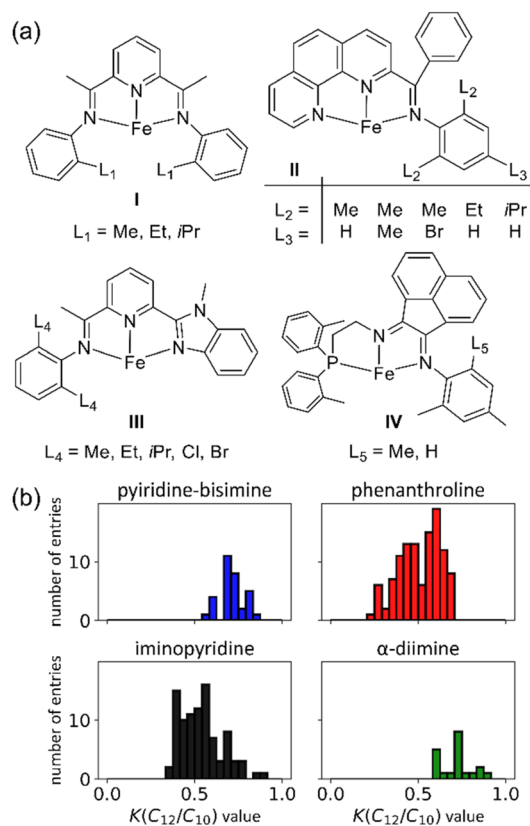 (a)
N
N
N
Fe
L₁
L₁
I
L₁ = Me, Et, iPr
N
N
N
Fe
L₂
L₂
L₃
II
L₂ = Me Me Me Et iPr
L₃ = H Me Br H H
L₄
L₄
N
N
N
N
Fe
III
L₄ = Me, Et, iPr, Cl, Br
P
N
N
Fe
L₅
IV
L₅ = Me, H
(b)
pyiridine-bisimine
phenanthroline
number of entries
10
0
iminopyridine
α-diimine
number of entries
10
0
0.0 0.5 1.0
0.0 0.5 1.0
K(C₁₂/C₁₀) value
K(C₁₂/C₁₀) value